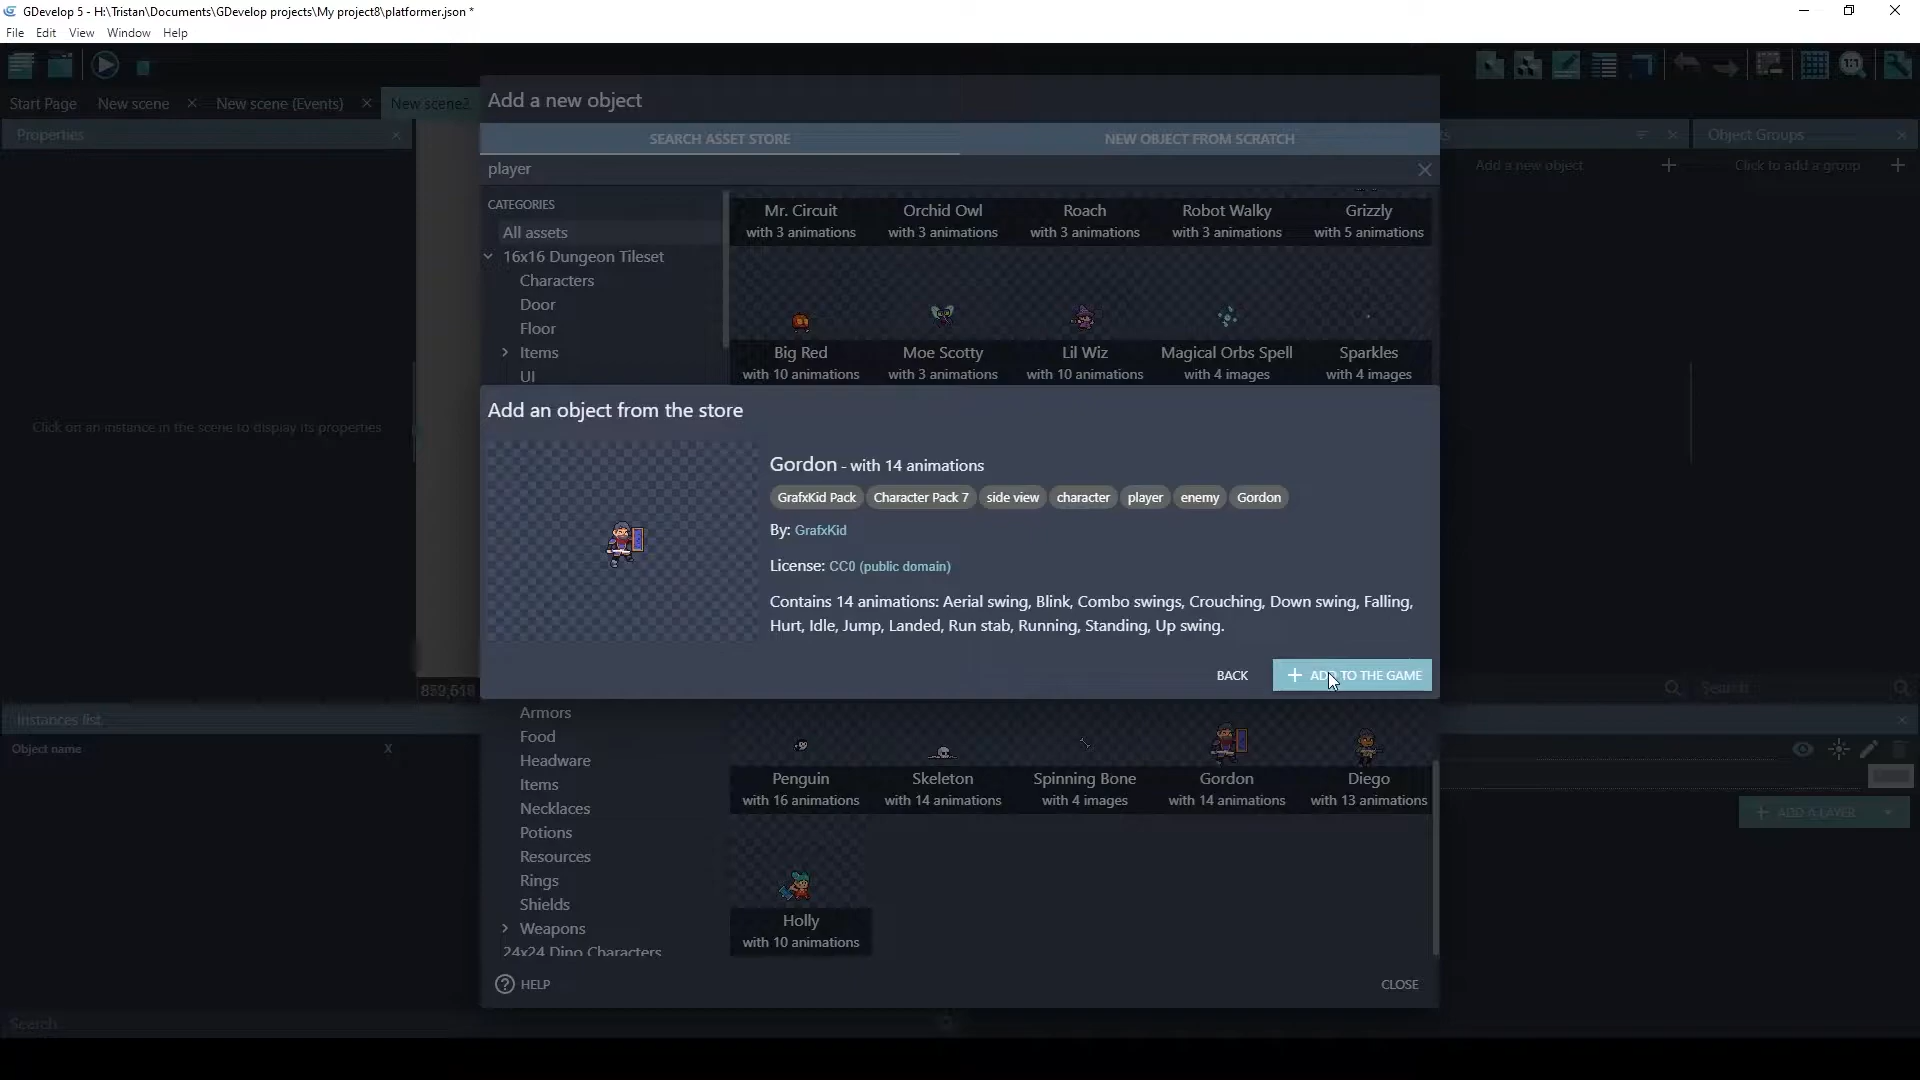 GDevelop 5 - H:\Tristan\Documents\GDevelop projects\My project8\platformer.json *
File Edit View Window Help
1:1
Start Page New scene × New scene (Events) × New scene2
Properties ×
Click on an instance in the scene to display its properties
Add a new object
SEARCH ASSET STORE NEW OBJECT FROM SCRATCH
player
CATEGORIES
All assets
16x16 Dungeon Tileset
Characters
Door
Floor
Items
UI
Mr. Circuit
with 3 animations
Orchid Owl
with 3 animations
Roach
with 3 animations
Robot Walky
with 3 animations
Grizzly
with 5 animations
Big Red
with 10 animations
Moe Scotty
with 3 animations
Lil Wiz
with 10 animations
Magical Orbs Spell
with 4 images
Sparkles
with 4 images
Add an object from the store
Gordon - with 14 animations
GrafxKid Pack Character Pack 7 side view character player enemy Gordon
By: GrafxKid
License: CC0 (public domain)
Contains 14 animations: Aerial swing, Blink, Combo swings, Crouching, Down swing, Falling,
Hurt, Idle, Jump, Landed, Run stab, Running, Standing, Up swing.
BACK + ADD TO THE GAME
Armors
Food
Headware
Items
Necklaces
Potions
Resources
Rings
Shields
Weapons
24x24 Dino Characters
Penguin
with 16 animations
Skeleton
with 14 animations
Spinning Bone
with 4 images
Gordon
with 14 animations
Diego
with 13 animations
Holly
with 10 animations
? HELP CLOSE
Object Groups ×
Add a new object +
Click to add a group +
Search
Instances list
Object name X
+ ADD A LAYER
Search